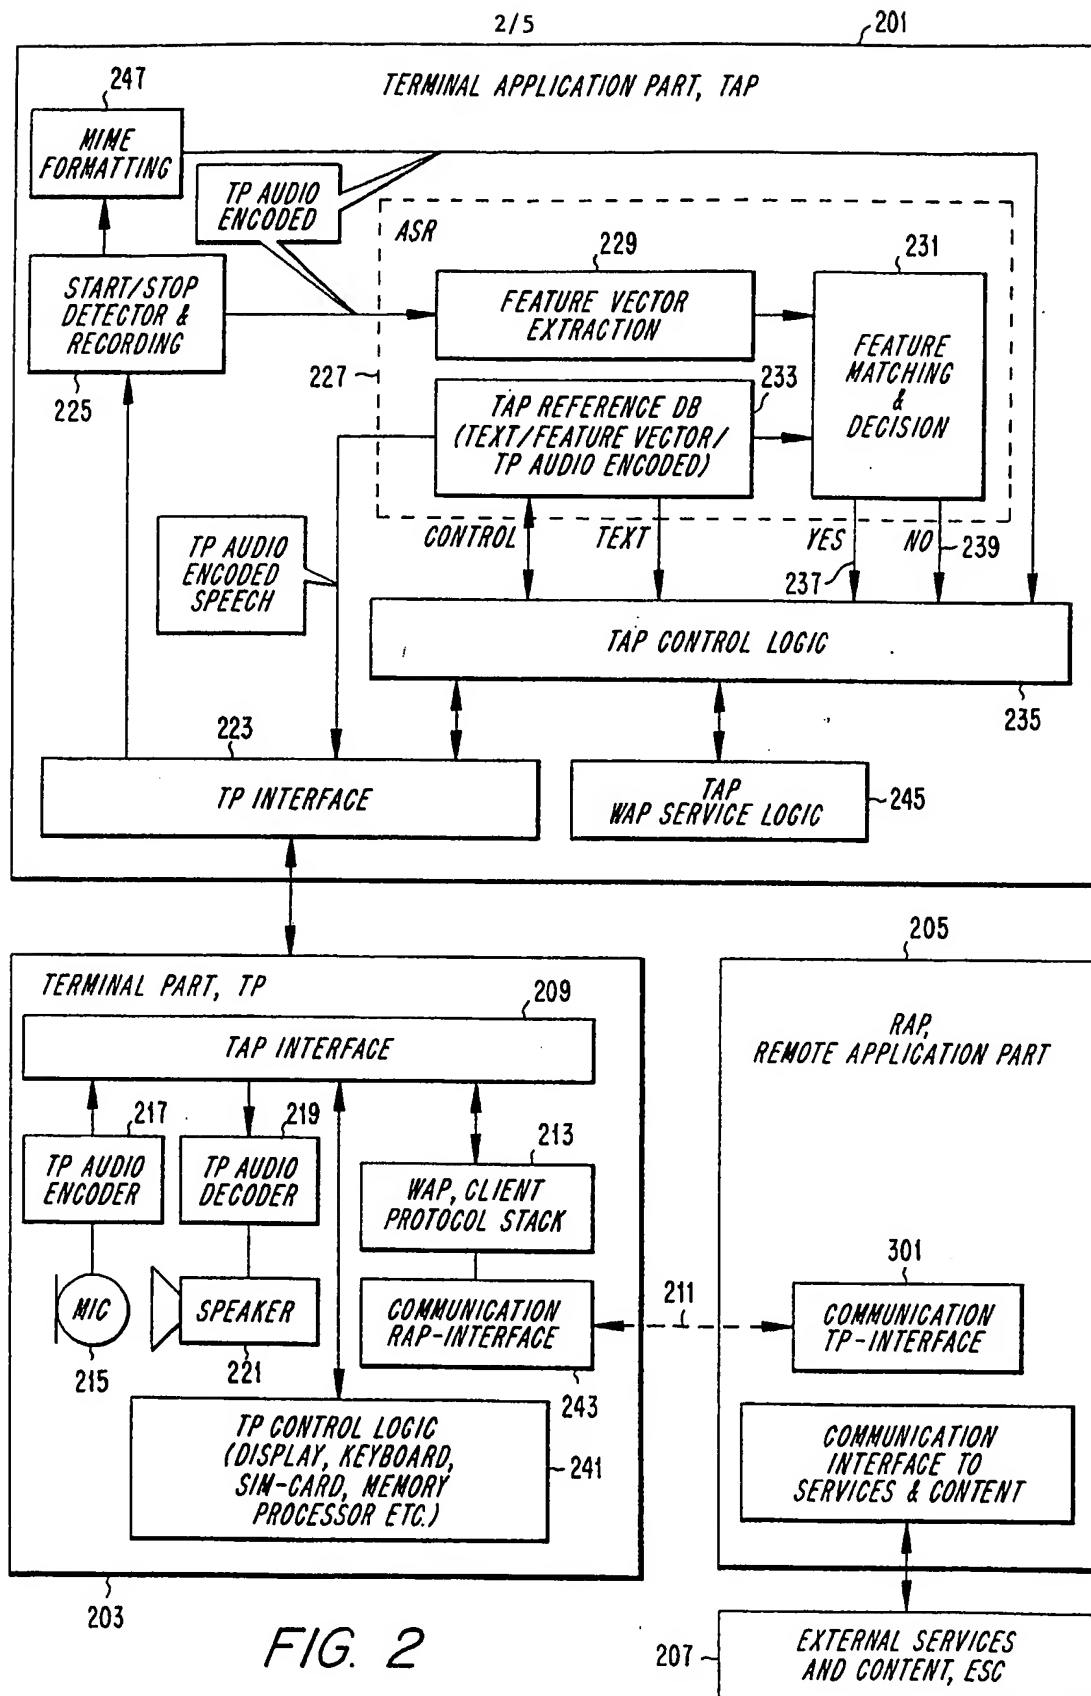 2/5
201
TERMINAL APPLICATION PART, TAP
247
MIME
FORMATTING
TP AUDIO
ENCODED
ASR
229
231
START/STOP
DETECTOR &
RECORDING
FEATURE VECTOR
EXTRACTION
FEATURE
MATCHING
&
DECISION
227
225
233
TAP REFERENCE DB
(TEXT/FEATURE VECTOR/
TP AUDIO ENCODED)
TP AUDIO
ENCODED
SPEECH
CONTROL
TEXT
YES
NO
239
237
TAP CONTROL LOGIC
235
223
TP INTERFACE
TAP
WAP SERVICE LOGIC
245
TERMINAL PART, TP
209
TAP INTERFACE
217
219
213
TP AUDIO
ENCODER
TP AUDIO
DECODER
WAP, CLIENT
PROTOCOL STACK
MIC
215
SPEAKER
221
COMMUNICATION
RAP-INTERFACE
243
211
TP CONTROL LOGIC
(DISPLAY, KEYBOARD,
SIM-CARD, MEMORY
PROCESSOR ETC.)
241
203
205
RAP,
REMOTE APPLICATION PART
301
COMMUNICATION
TP-INTERFACE
COMMUNICATION
INTERFACE TO
SERVICES & CONTENT
207
EXTERNAL SERVICES
AND CONTENT, ESC
FIG. 2